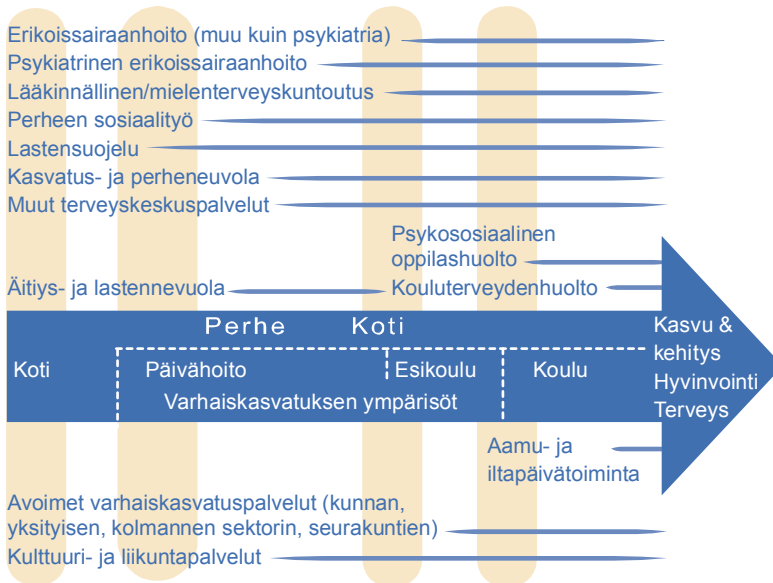 Erikoissairaanhoito (muu kuin psykiatria)
Psykiatrinen erikoissairaanhoito
Lääkinnällinen/mielenterveyskuntoutus
Perheen sosiaalityö
Lastensuojelu
Kasvatus- ja perheneuvola
Muut terveyskeskuspalvelut
Psykososiaalinen
oppilashuolto
Äitiys- ja lastennevuola
Kouluterveydenhuolto
Perhe Koti
Koti
Päivähoito
Esikoulu
Koulu
Varhaiskasvatuksen ympärisöt
Kasvu &
kehitys
Hyvinvointi
Terveys
Aamu- ja
iltapäivätoiminta
Avoimet varhaiskasvatuspalvelut (kunnan,
yksityisen, kolmannen sektorin, seurakuntien)
Kulttuuri- ja liikuntapalvelut